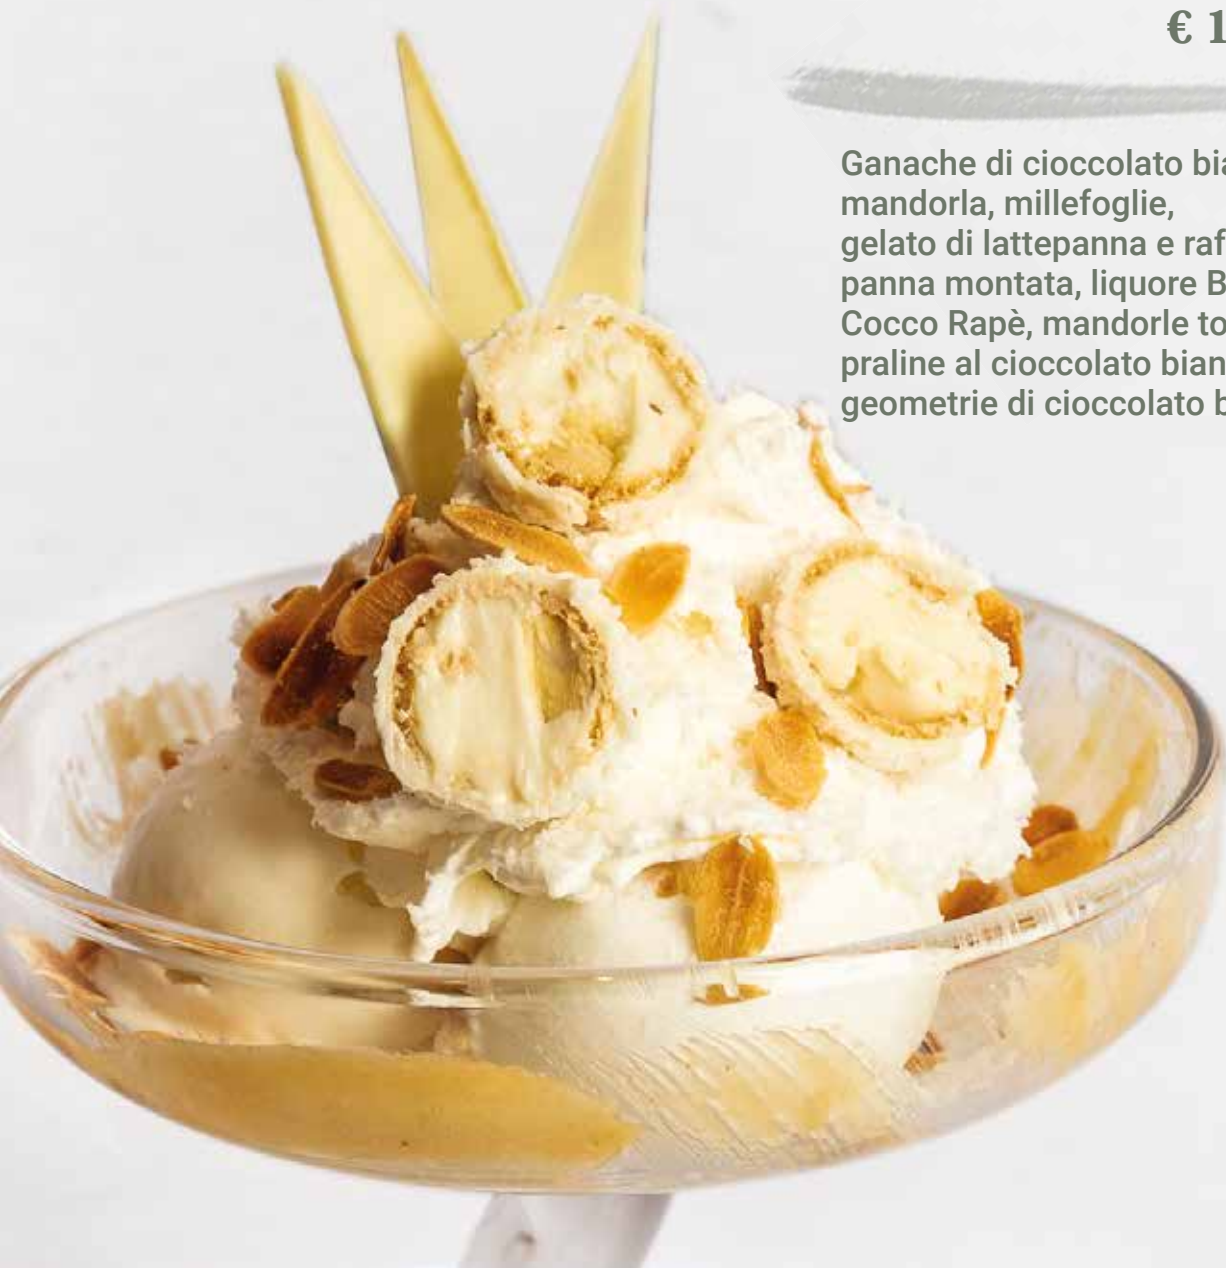 € 1
Ganache di cioccolato bia
mandorla, millefoglie,
gelato di lattepanna e raf
panna montata, liquore B
Cocco Rapè, mandorle to
praline al cioccolato bian
geometrie di cioccolato b